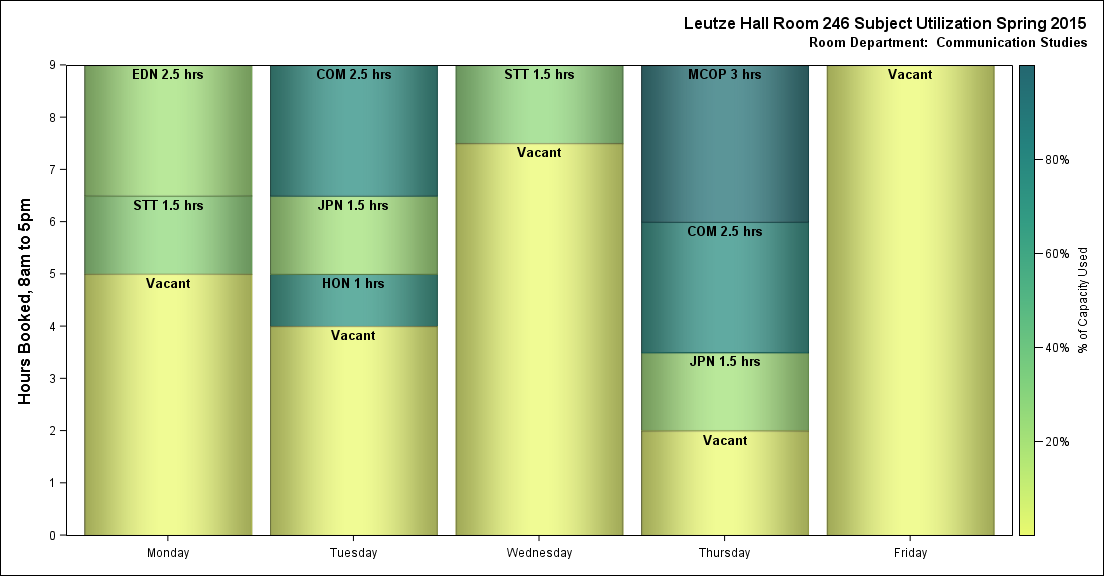 Leutze Hall Room 246 Subject Utilization Spring 2015
Room Department:  Communication Studies
Hours Booked, 8am to 5pm
9
8
7
6
5
4
3
2
1
0
EDN 2.5 hrs
STT 1.5 hrs
Vacant
COM 2.5 hrs
JPN 1.5 hrs
HON 1 hrs
Vacant
STT 1.5 hrs
Vacant
MCOP 3 hrs
COM 2.5 hrs
JPN 1.5 hrs
Vacant
Vacant
Monday
Tuesday
Wednesday
Thursday
Friday
80%
60%
40%
20%
% of Capacity Used